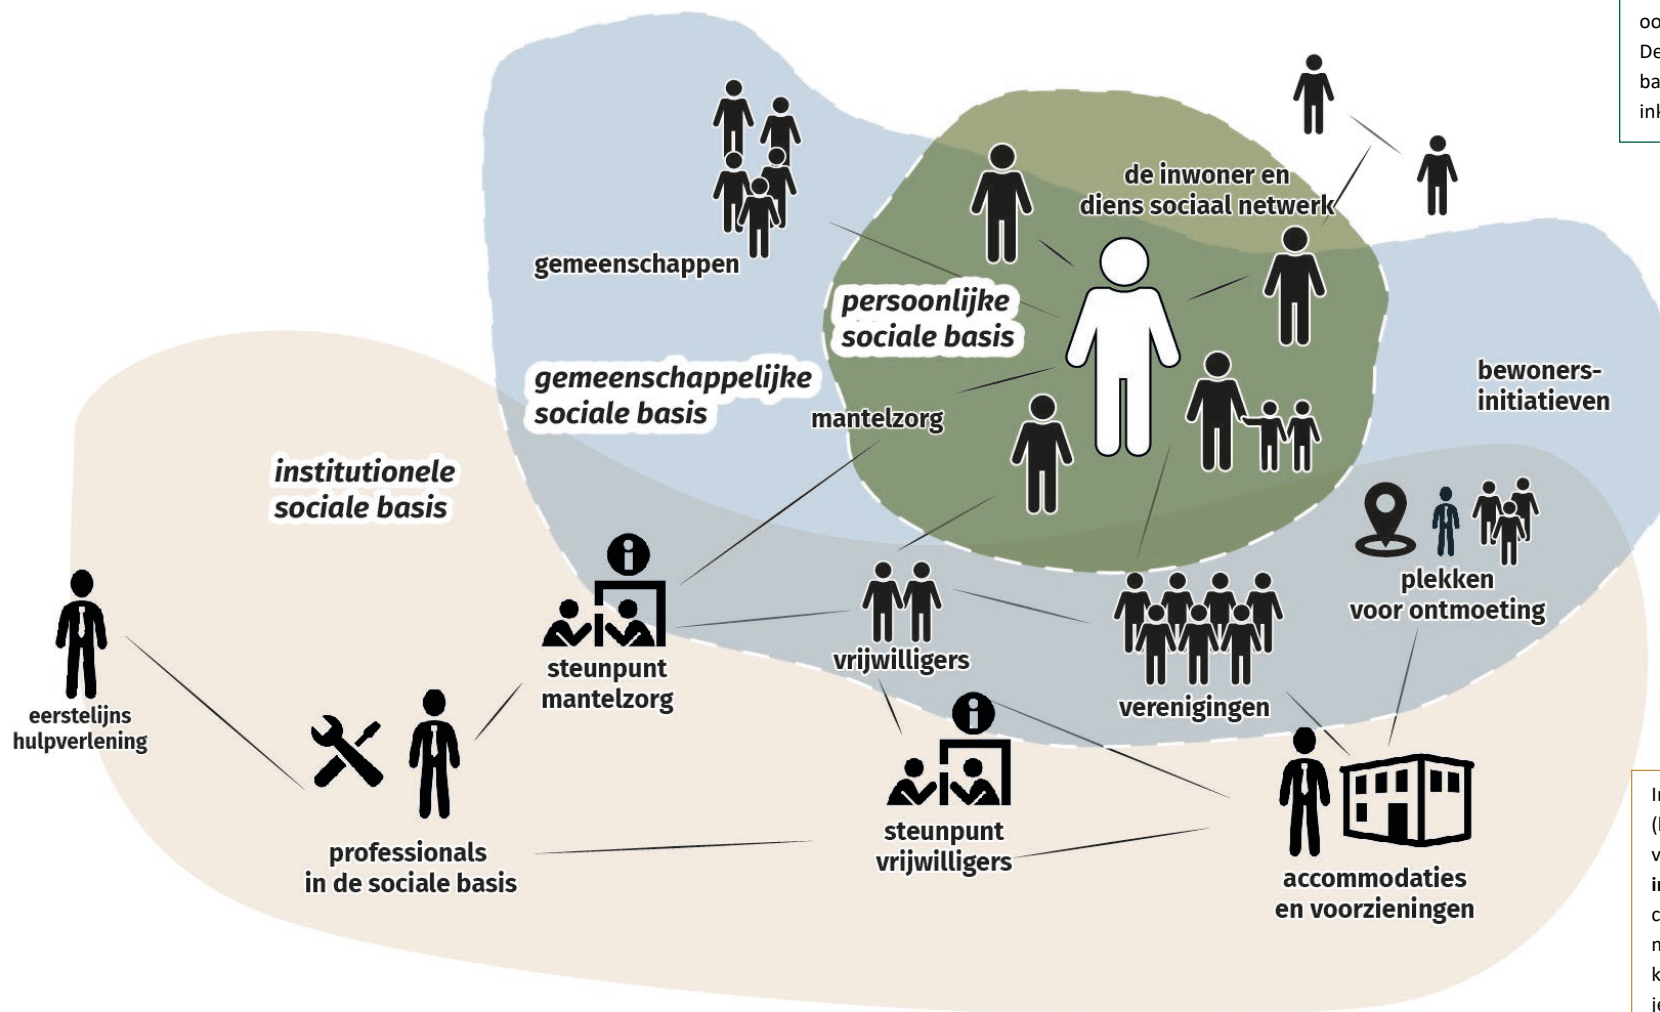 de inwoner en
diens sociaal netwerk
gemeenschappen
persoonlijke
sociale basis
gemeenschappelijke
sociale basis
mantelzorg
bewoners-
initiatieven
institutionele
sociale basis
plekken
voor ontmoeting
steunpunt
mantelzorg
vrijwilligers
verenigingen
eerstelijns
hulpverlening
steunpunt
vrijwilligers
professionals
in de sociale basis
accommodaties
en voorzieningen